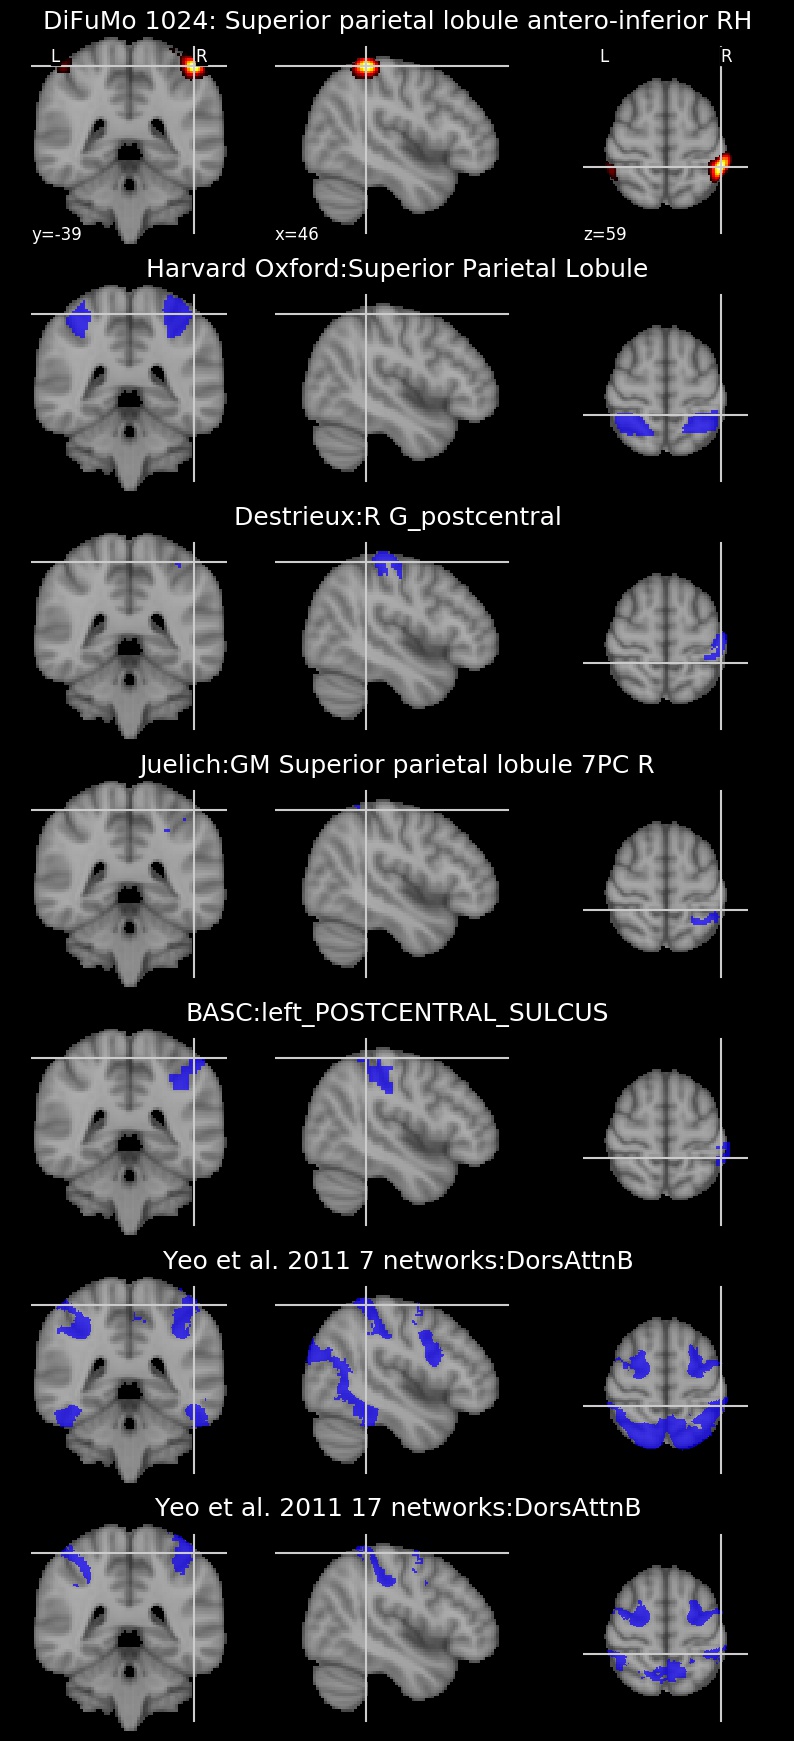 DiFuMo 1024: Superior parietal lobule antero-inferior RH
L R L R
y=-39 x=46 z=59
Harvard Oxford:Superior Parietal Lobule
Destrieux:R G_postcentral
Juelich:GM Superior parietal lobule 7PC R
BASC:left_POSTCENTRAL_SULCUS
Yeo et al. 2011 7 networks:DorsAttnB
Yeo et al. 2011 17 networks:DorsAttnB